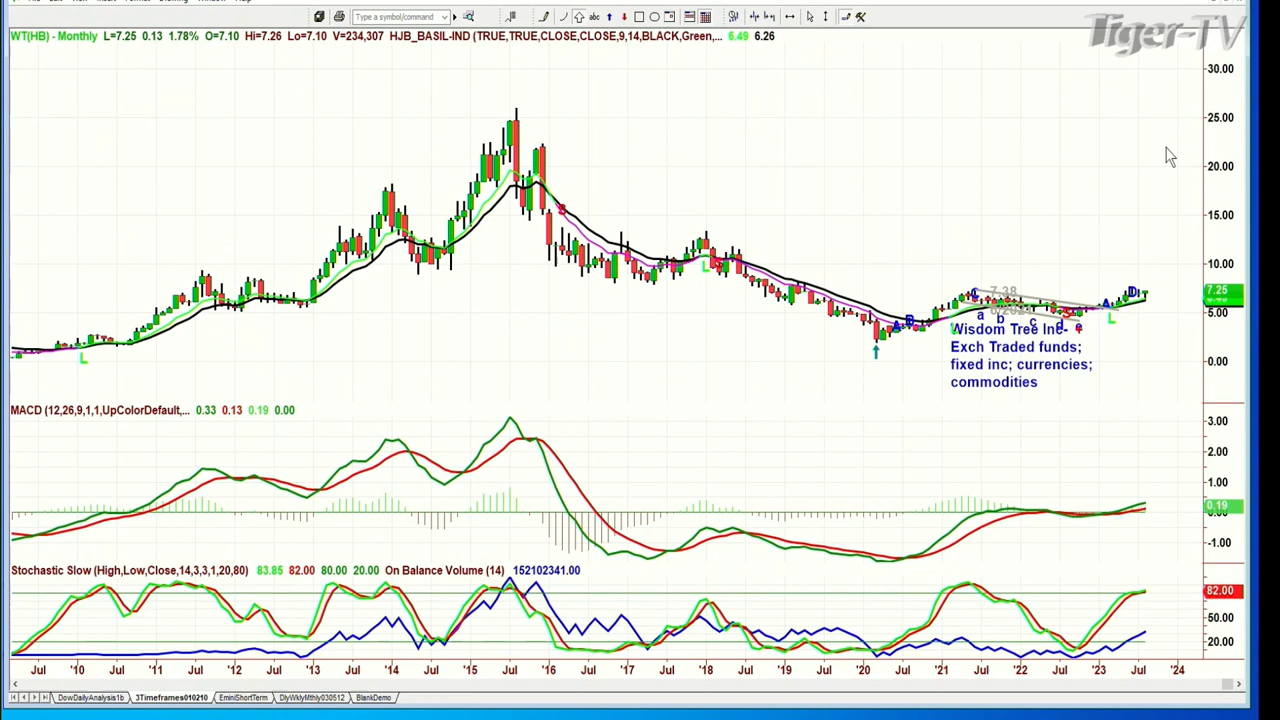 Type a symbol/command
abc
Tiger-TV
WT(HB) - Monthly L=7.25 0.13 1.78% O=7.10 Hi=7.26 Lo=7.10 V=234,307 HJB_BASIL-IND (TRUE,TRUE,CLOSE,CLOSE,9,14,BLACK,Green,... 6.49 6.26
30.00
25.00
20.00
15.00
10.00
7.25
5.00
0.00
L
S
L
S
A
B
C
7.38
a
b
c
d
e
S
A
D
L
Wisdom Tree Inc-
Exch Traded funds;
fixed inc; currencies;
commodities
MACD (12,26,9,1,1,UpColorDefault,... 0.33 0.13 0.19 0.00
3.00
2.00
1.00
0.19
-1.00
Stochastic Slow (High,Low,Close,14,3,3,1,20,80) 83.85 82.00 80.00 20.00 On Balance Volume (14) 152102341.00
82.00
50.00
20.00
Jul '10 Jul '11 Jul '12 Jul '13 Jul '14 Jul '15 Jul '16 Jul '17 Jul '18 Jul '19 Jul '20 Jul '21 Jul '22 Jul '23 Jul '24
DowDailyAnalysis1b 3Timeframes010210 EminiShortTerm DlyWklyMthly030512 BlankDemo